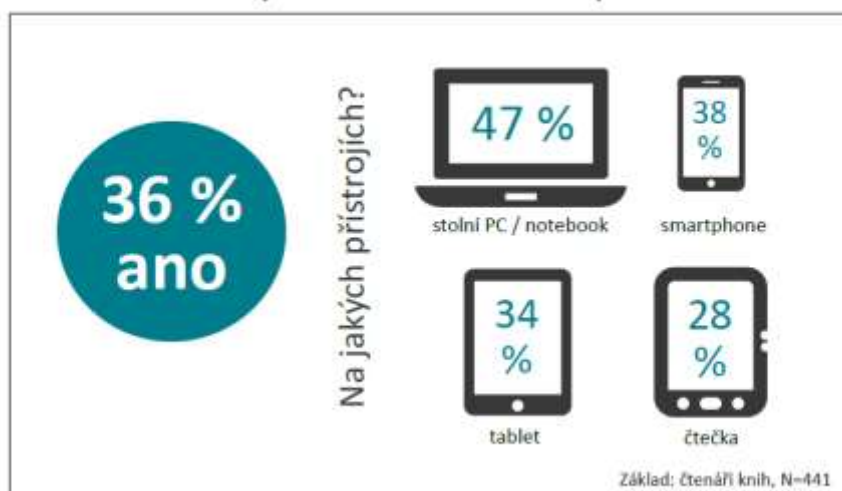 36 %
ano
Na jakých přístrojích?
47 %
stolní PC / notebook
38
%
smartphone
34
%
tablet
28
%
čtečka
Základ: čtenáři knih, N=441